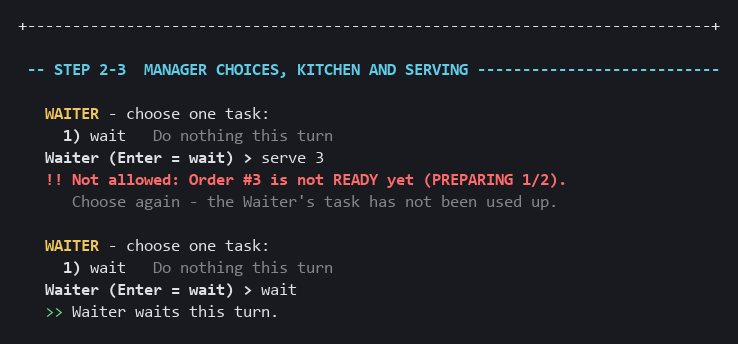 +----------------------------------------------------------------------------+
-- STEP 2-3  MANAGER CHOICES, KITCHEN AND SERVING ---------------------------
WAITER - choose one task:
1) wait   Do nothing this turn
Waiter (Enter = wait) > serve 3
!! Not allowed: Order #3 is not READY yet (PREPARING 1/2).
Choose again - the Waiter's task has not been used up.
WAITER - choose one task:
1) wait   Do nothing this turn
Waiter (Enter = wait) > wait
>> Waiter waits this turn.